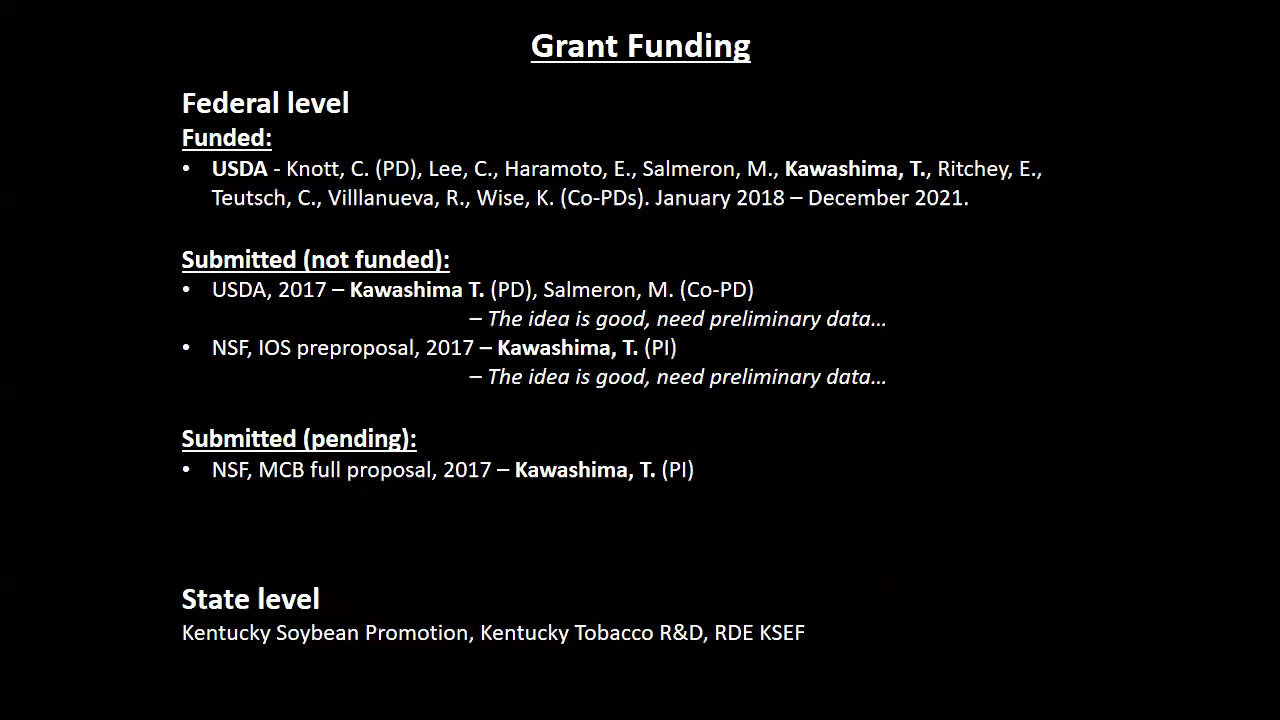 Grant Funding
Federal level
Funded:
• USDA - Knott, C. (PD), Lee, C., Haramoto, E., Salmeron, M., Kawashima, T., Ritchey, E.,
Teutsch, C., Villlanueva, R., Wise, K. (Co-PDs). January 2018 – December 2021.
Submitted (not funded):
• USDA, 2017 – Kawashima T. (PD), Salmeron, M. (Co-PD)
– The idea is good, need preliminary data…
• NSF, IOS preproposal, 2017 – Kawashima, T. (PI)
– The idea is good, need preliminary data…
Submitted (pending):
• NSF, MCB full proposal, 2017 – Kawashima, T. (PI)
State level
Kentucky Soybean Promotion, Kentucky Tobacco R&D, RDE KSEF